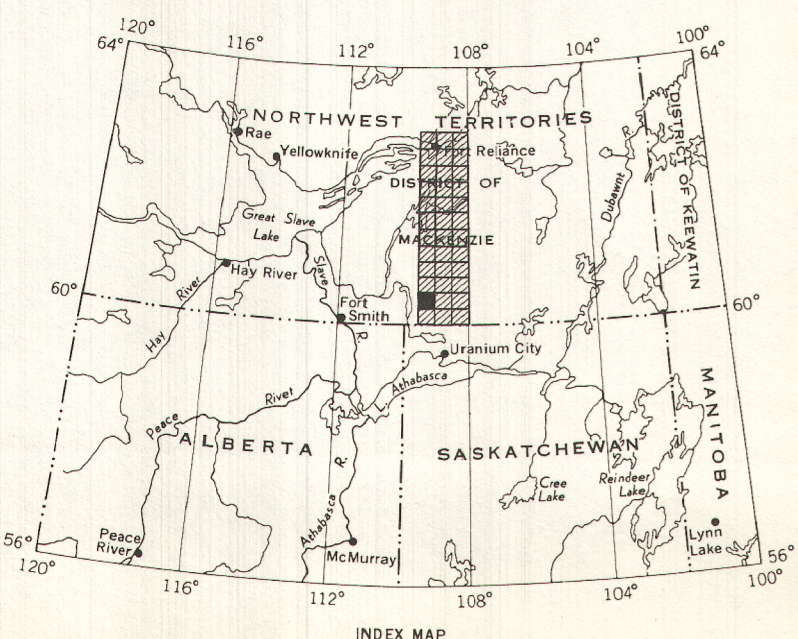 120°
116°
112°
108°
104°
100°
64°
64°
NORTHWEST TERRITORIES
Rae
Yellowknife
Fort Reliance
DISTRICT OF
MACKENZIE
DISTRICT OF KEEWATIN
Dubawnt R.
Great Slave
Lake
Hay River
Slave
R.
Hay River
60°
60°
Fort
Smith
Uranium City
L. Athabasca
Peace River
ALBERTA
SASKATCHEWAN
MANITOBA
Athabasca R.
Cree
Lake
Reindeer
Lake
Peace
River
McMurray
Lynn
Lake
56°
56°
120°
116°
112°
108°
104°
100°
INDEX MAP